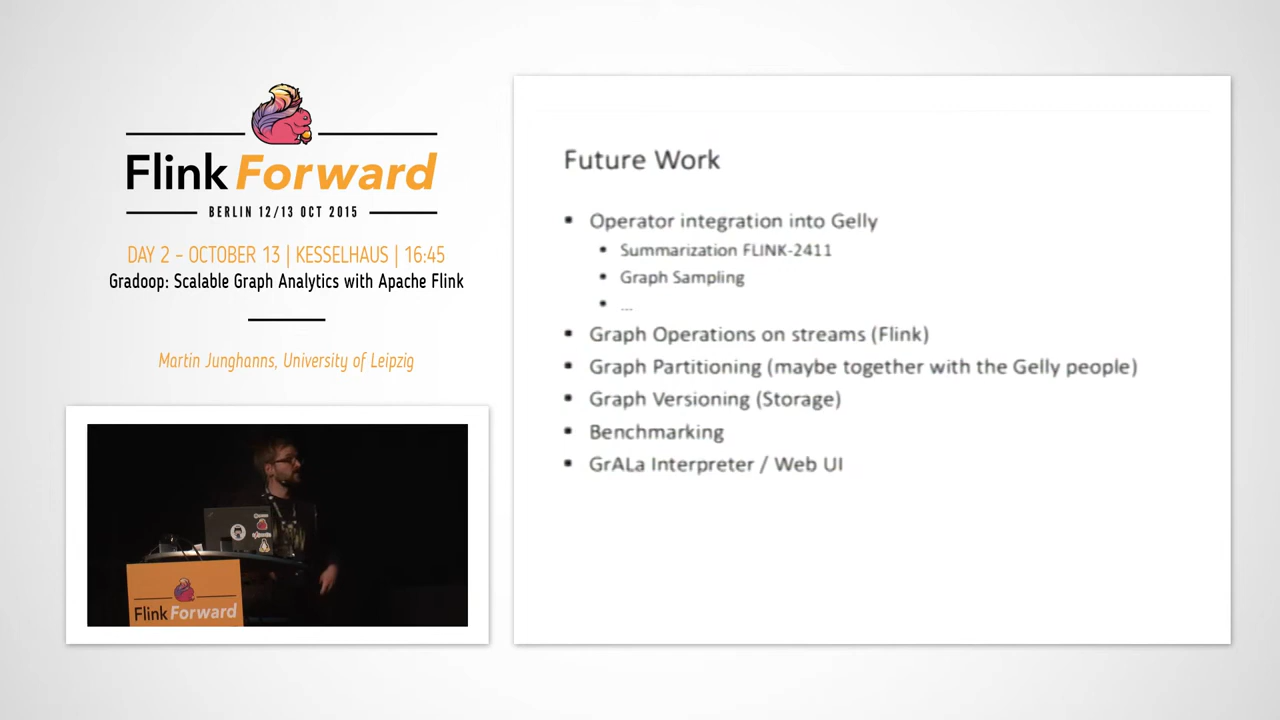 Flink Forward
BERLIN 12/13 OCT 2015
DAY 2 - OCTOBER 13 | KESSELHAUS | 16:45
Gradoop: Scalable Graph Analytics with Apache Flink
Martin Junghanns, University of Leipzig
Flink Forward
Future Work
Operator integration into Gelly
Summarization FLINK-2411
Graph Sampling
...
Graph Operations on streams (Flink)
Graph Partitioning (maybe together with the Gelly people)
Graph Versioning (Storage)
Benchmarking
GrALa Interpreter / Web UI